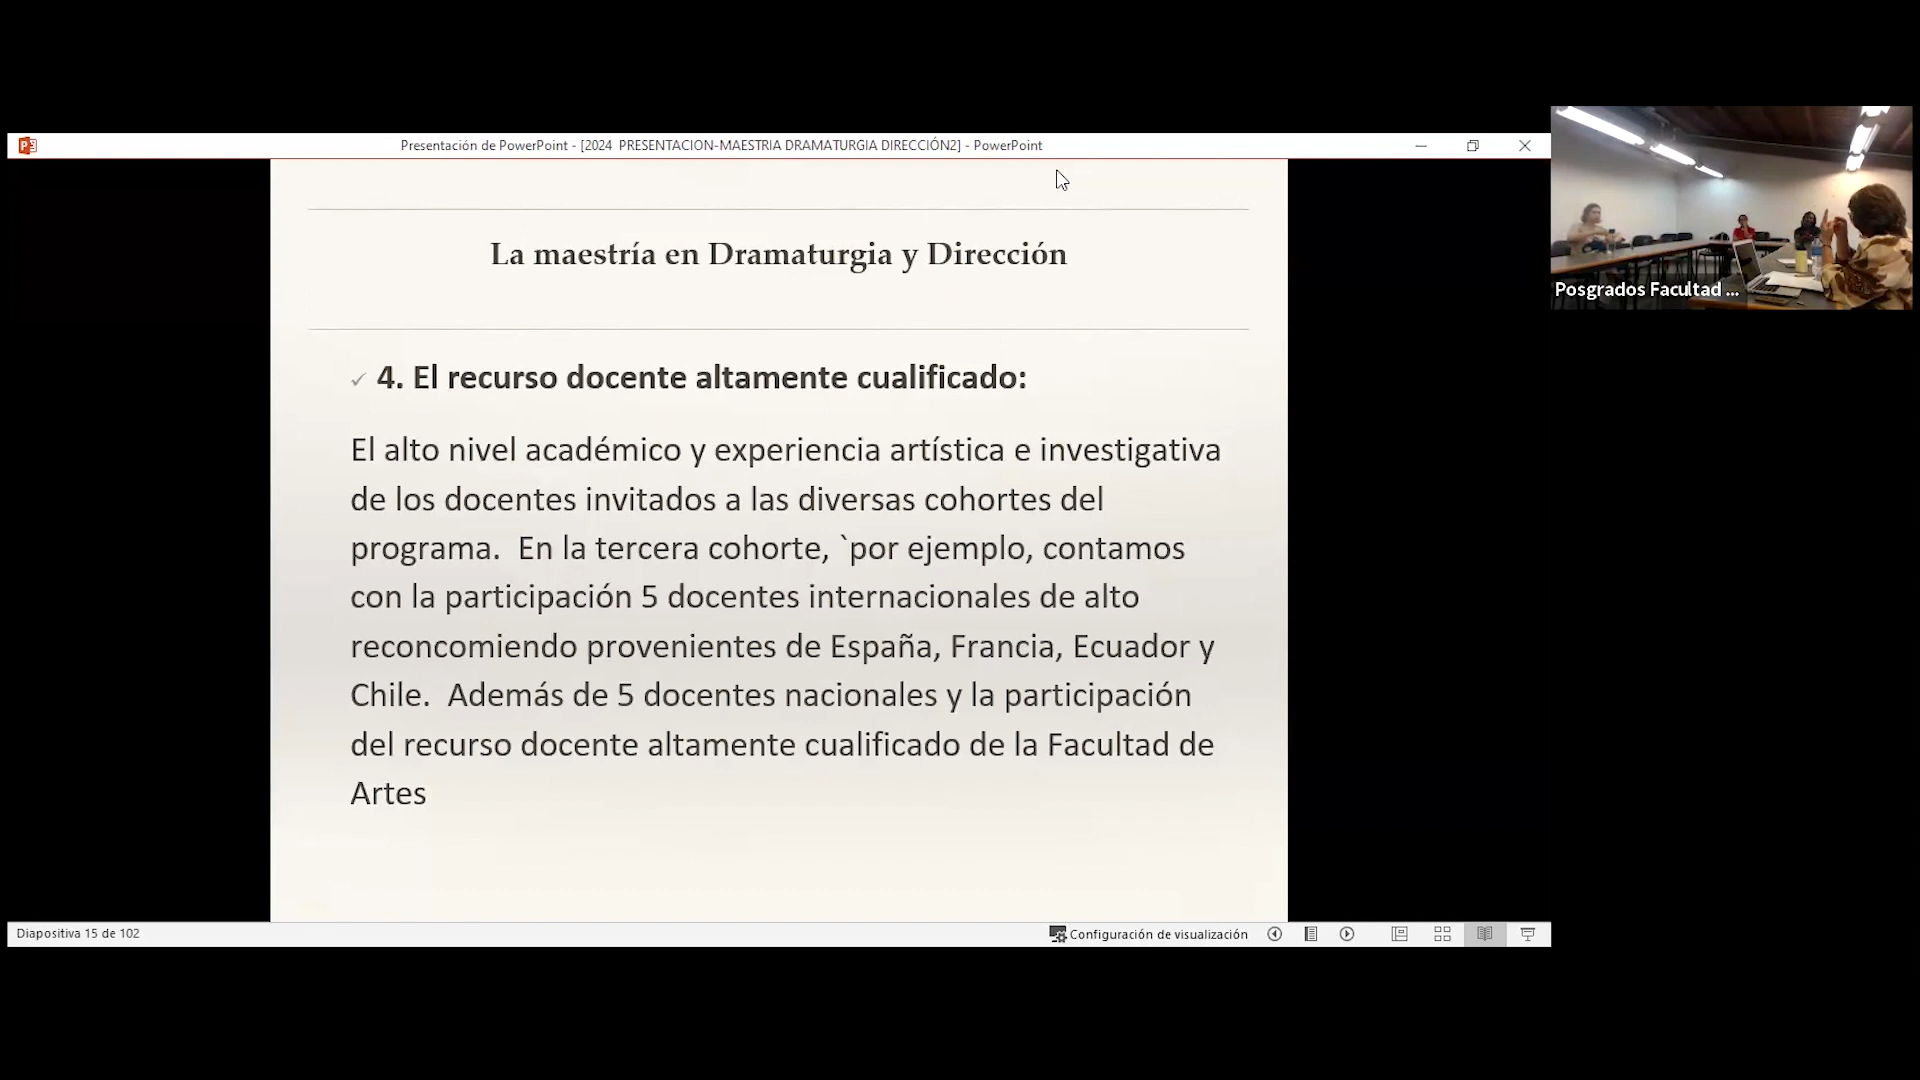 Presentación de PowerPoint - [2024  PRESENTACION-MAESTRIA DRAMATURGIA DIRECCIÓN2] - PowerPoint
La maestría en Dramaturgia y Dirección
✓ 4. El recurso docente altamente cualificado:
El alto nivel académico y experiencia artística e investigativa
de los docentes invitados a las diversas cohortes del
programa.  En la tercera cohorte, `por ejemplo, contamos
con la participación 5 docentes internacionales de alto
reconcomiendo provenientes de España, Francia, Ecuador y
Chile.  Además de 5 docentes nacionales y la participación
del recurso docente altamente cualificado de la Facultad de
Artes
Posgrados Facultad ...
Diapositiva 15 de 102
Configuración de visualización